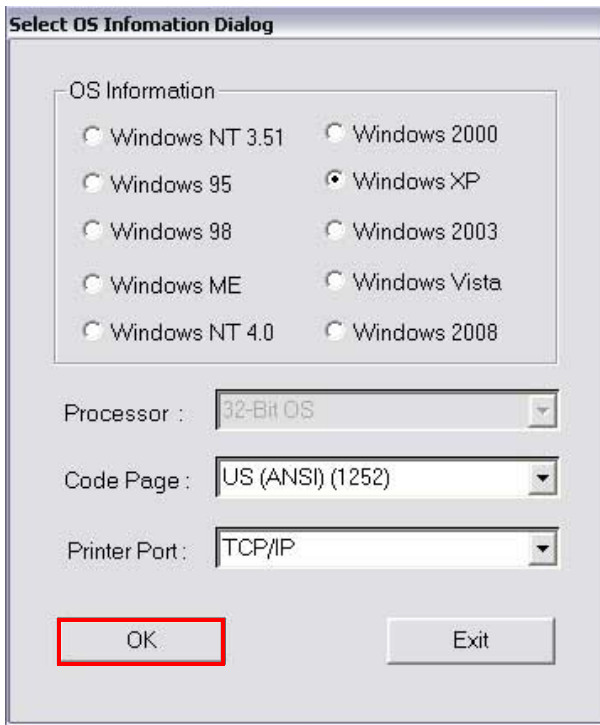 Select OS Infomation Dialog
OS Information
Windows NT 3.51
Windows 2000
Windows 95
Windows XP
Windows 98
Windows 2003
Windows ME
Windows Vista
Windows NT 4.0
Windows 2008
Processor :
32-Bit OS
Code Page :
US (ANSI) (1252)
Printer Port :
TCP/IP
OK
Exit